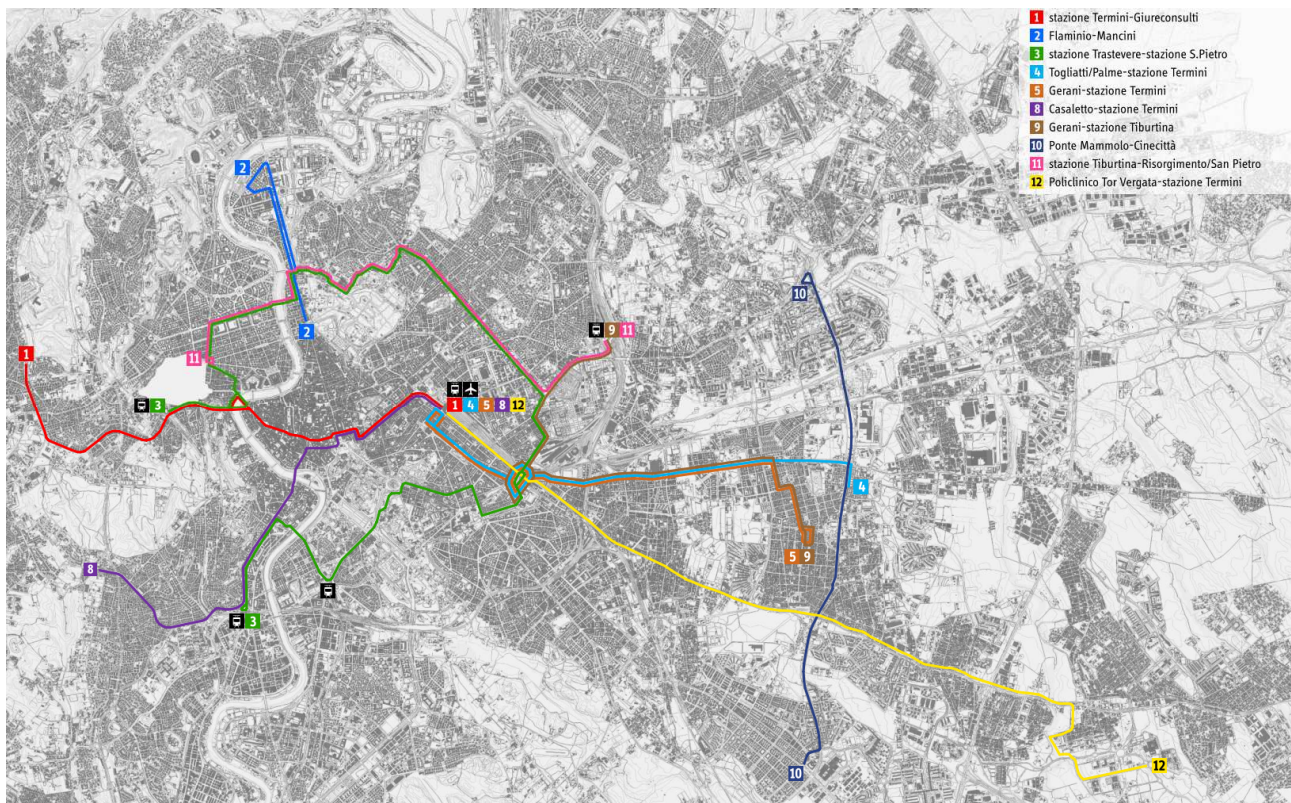 1 stazione Termini-Giureconsulti
2 Flaminio-Mancini
3 stazione Trastevere-stazione S.Pietro
4 Togliatti/Palme-stazione Termini
5 Gerani-stazione Termini
8 Casaletto-stazione Termini
9 Gerani-stazione Tiburtina
10 Ponte Mammolo-Cinecittà
11 stazione Tiburtina-Risorgimento/San Pietro
12 Policlinico Tor Vergata-stazione Termini
2
10
2
9 11
1
11
3
1 4 5 8 12
4
5 9
8
3
10
12